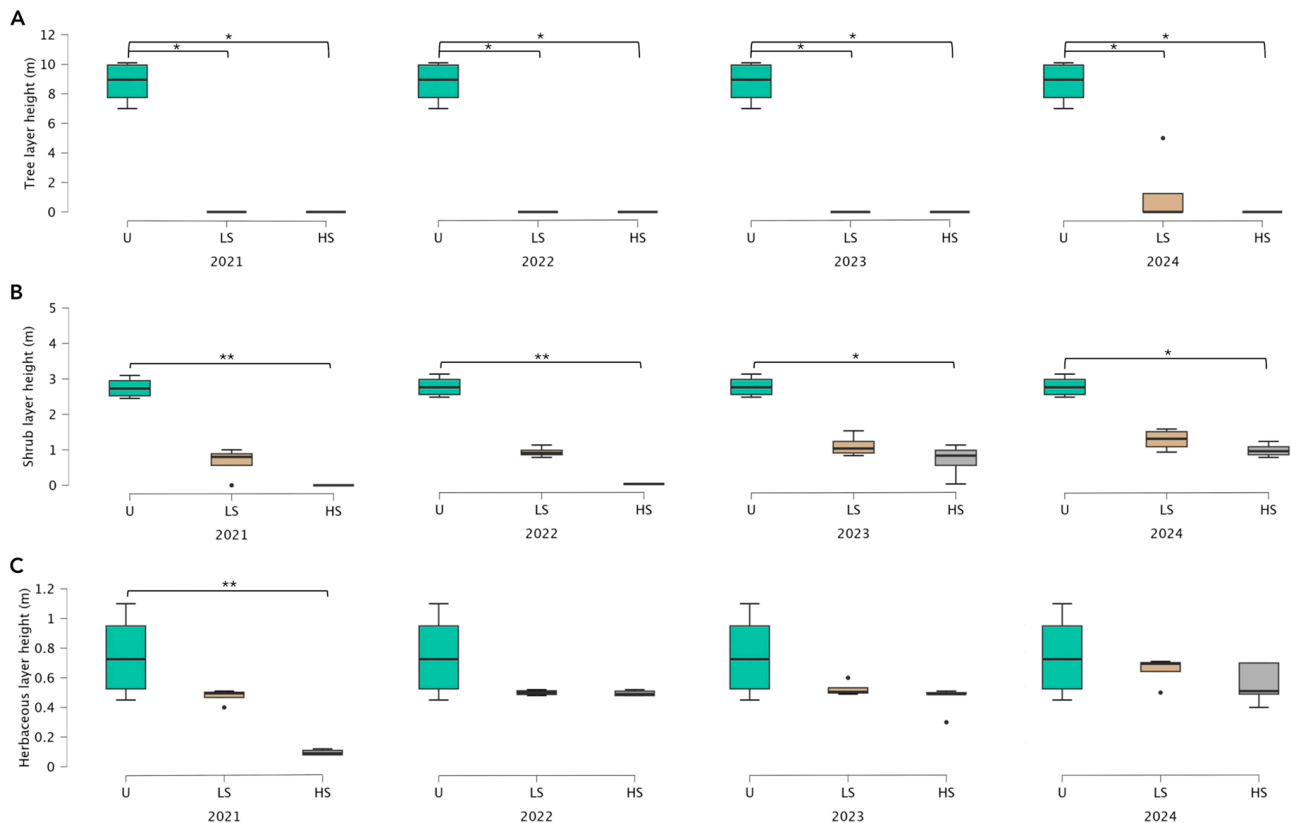 A
Tree layer height (m)
12
10
8
6
4
2
0
* *
* *
* *
* *
U LS HS
U LS HS
U LS HS
U LS HS
2021 2022 2023 2024
B
Shrub layer height (m)
5
4
3
2
1
0
** ** * *
U LS HS
U LS HS
U LS HS
U LS HS
2021 2022 2023 2024
C
Herbaceous layer height (m)
1.2
1
0.8
0.6
0.4
0.2
0
**
U LS HS
U LS HS
U LS HS
U LS HS
2021 2022 2023 2024